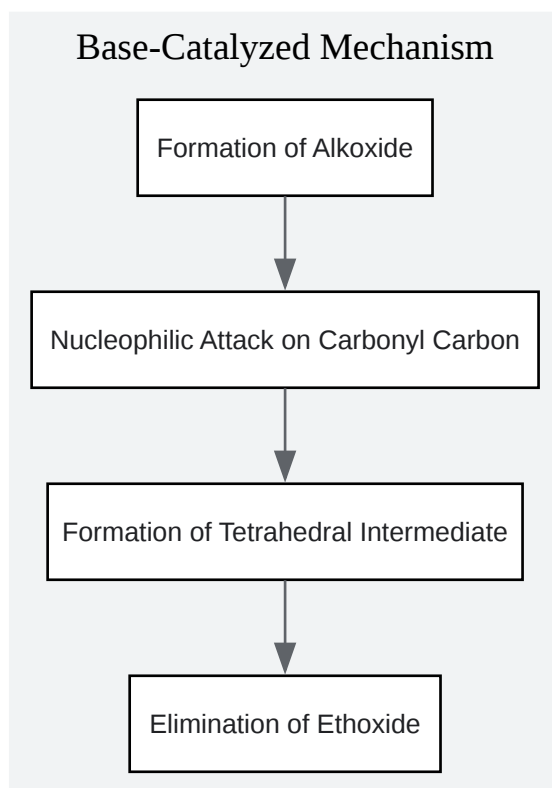 Base-Catalyzed Mechanism
Formation of Alkoxide
Nucleophilic Attack on Carbonyl Carbon
Formation of Tetrahedral Intermediate
Elimination of Ethoxide